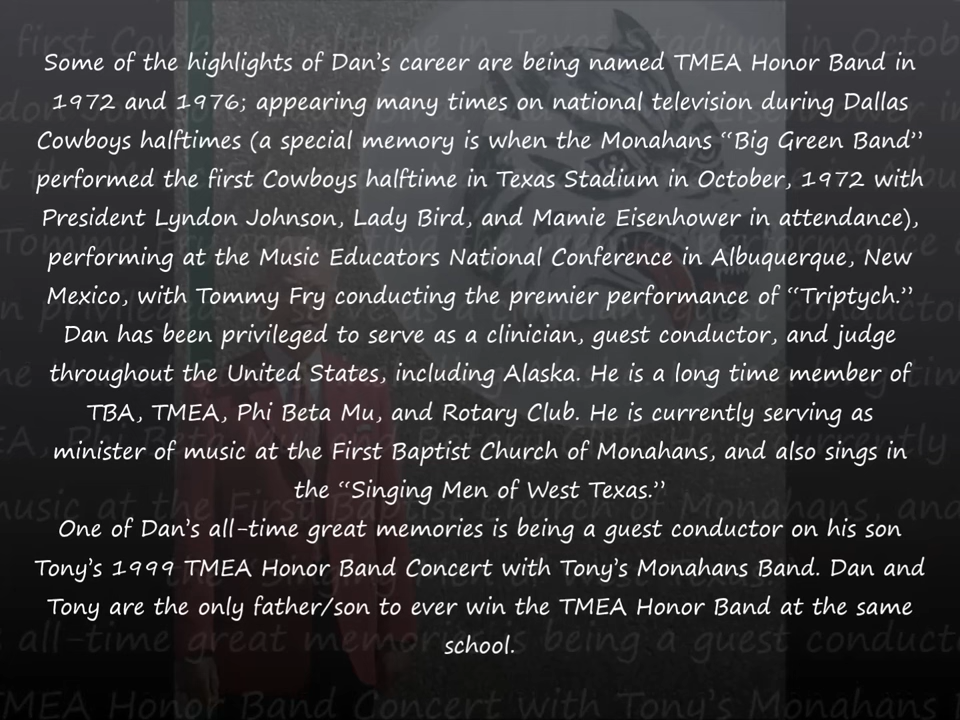 Some of the highlights of Dan's career are being named TMEA Honor Band in
1972 and 1976; appearing many times on national television during Dallas
Cowboys halftimes (a special memory is when the Monahans "Big Green Band"
performed the first Cowboys halftime in Texas Stadium in October, 1972 with
President Lyndon Johnson, Lady Bird, and Mamie Eisenhower in attendance),
performing at the Music Educators National Conference in Albuquerque, New
Mexico, with Tommy Fry conducting the premier performance of "Triptych."
Dan has been privileged to serve as a clinician, guest conductor, and judge
throughout the United States, including Alaska. He is a long time member of
TBA, TMEA, Phi Beta Mu, and Rotary Club. He is currently serving as
minister of music at the First Baptist Church of Monahans, and also sings in
the "Singing Men of West Texas."
One of Dan's all-time great memories is being a guest conductor on his son
Tony's 1999 TMEA Honor Band Concert with Tony's Monahans Band. Dan and
Tony are the only father/son to ever win the TMEA Honor Band at the same
school.